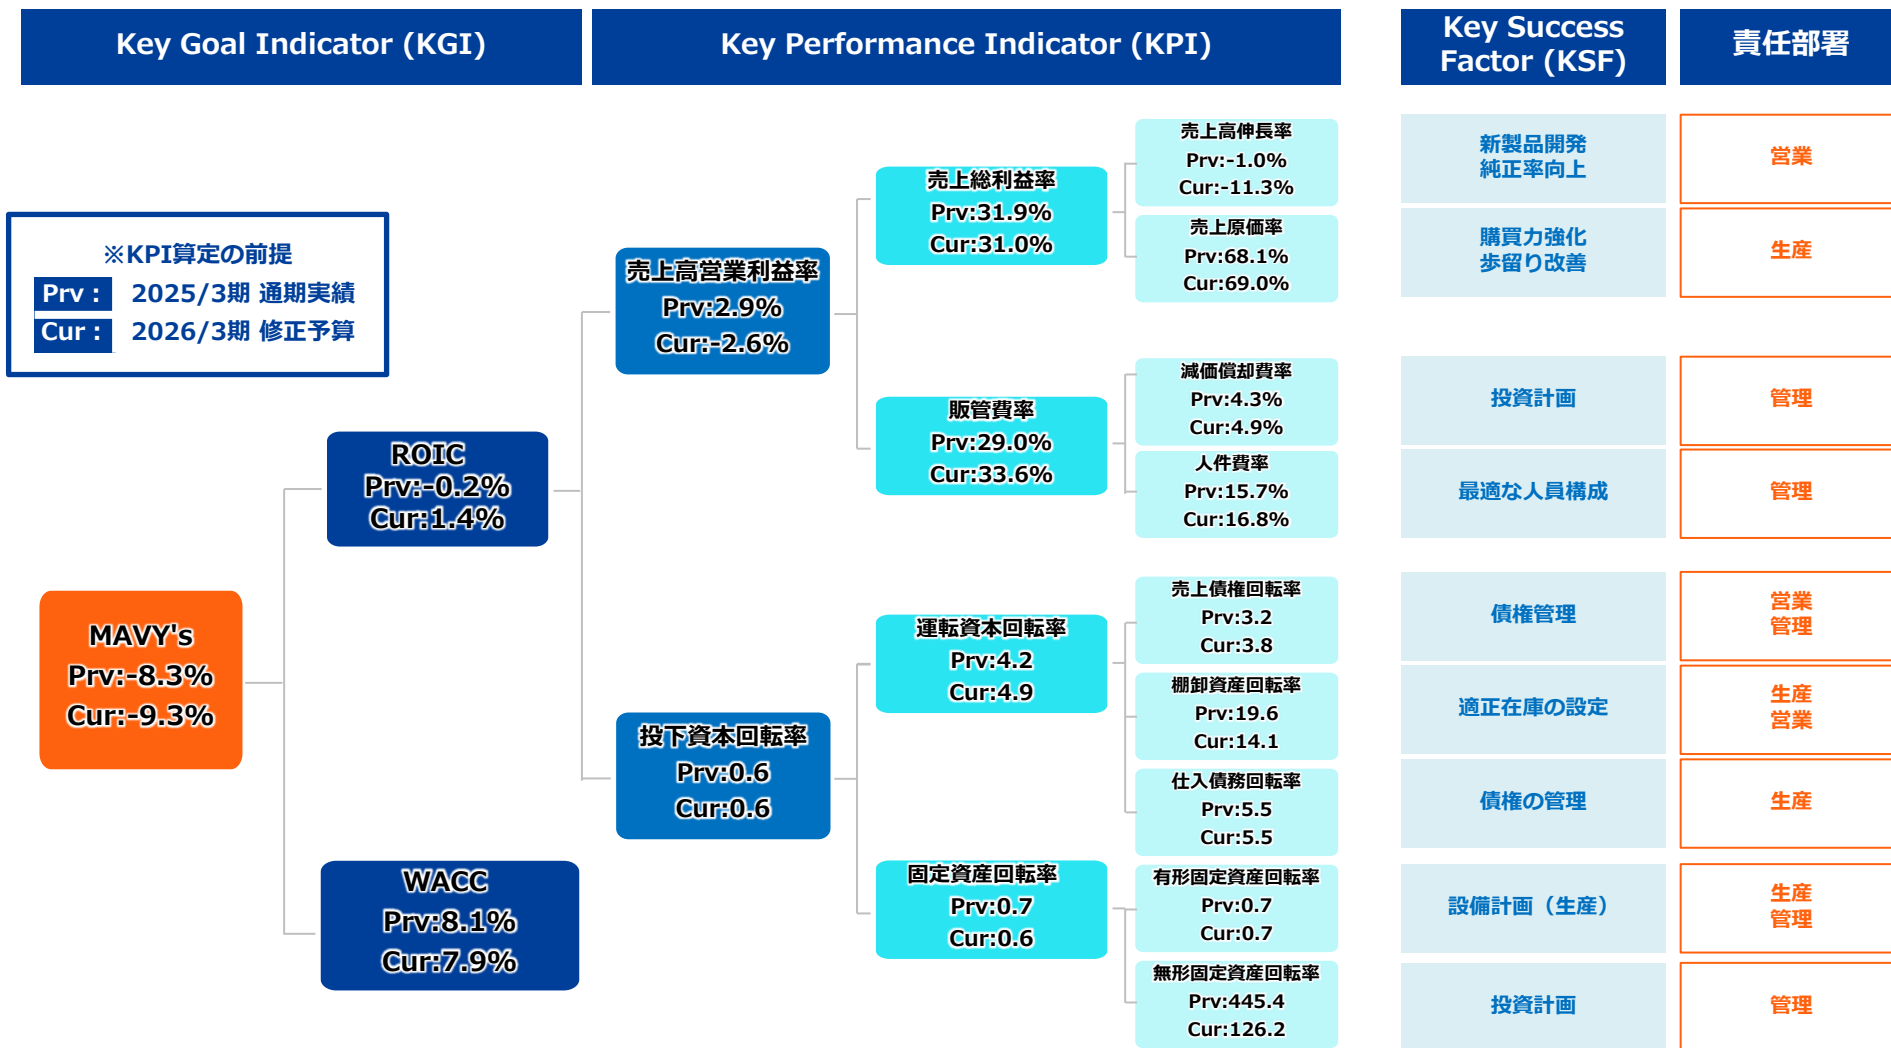 Key Goal Indicator (KGI)
Key Performance Indicator (KPI)
Key Success
Factor (KSF)
責任部署
※KPI算定の前提
Prv : 2025/3期 通期実績
Cur : 2026/3期 修正予算
MAVY's
Prv:-8.3%
Cur:-9.3%
ROIC
Prv:-0.2%
Cur:1.4%
WACC
Prv:8.1%
Cur:7.9%
売上高営業利益率
Prv:2.9%
Cur:-2.6%
投下資本回転率
Prv:0.6
Cur:0.6
売上総利益率
Prv:31.9%
Cur:31.0%
販管費率
Prv:29.0%
Cur:33.6%
運転資本回転率
Prv:4.2
Cur:4.9
固定資産回転率
Prv:0.7
Cur:0.6
売上高伸長率
Prv:-1.0%
Cur:-11.3%
新製品開発
純正率向上
営業
売上原価率
Prv:68.1%
Cur:69.0%
購買力強化
歩留り改善
生産
減価償却費率
Prv:4.3%
Cur:4.9%
投資計画
管理
人件費率
Prv:15.7%
Cur:16.8%
最適な人員構成
管理
売上債権回転率
Prv:3.2
Cur:3.8
債権管理
営業
管理
棚卸資産回転率
Prv:19.6
Cur:14.1
適正在庫の設定
生産
営業
仕入債務回転率
Prv:5.5
Cur:5.5
債権の管理
生産
有形固定資産回転率
Prv:0.7
Cur:0.7
設備計画（生産）
生産
管理
無形固定資産回転率
Prv:445.4
Cur:126.2
投資計画
管理